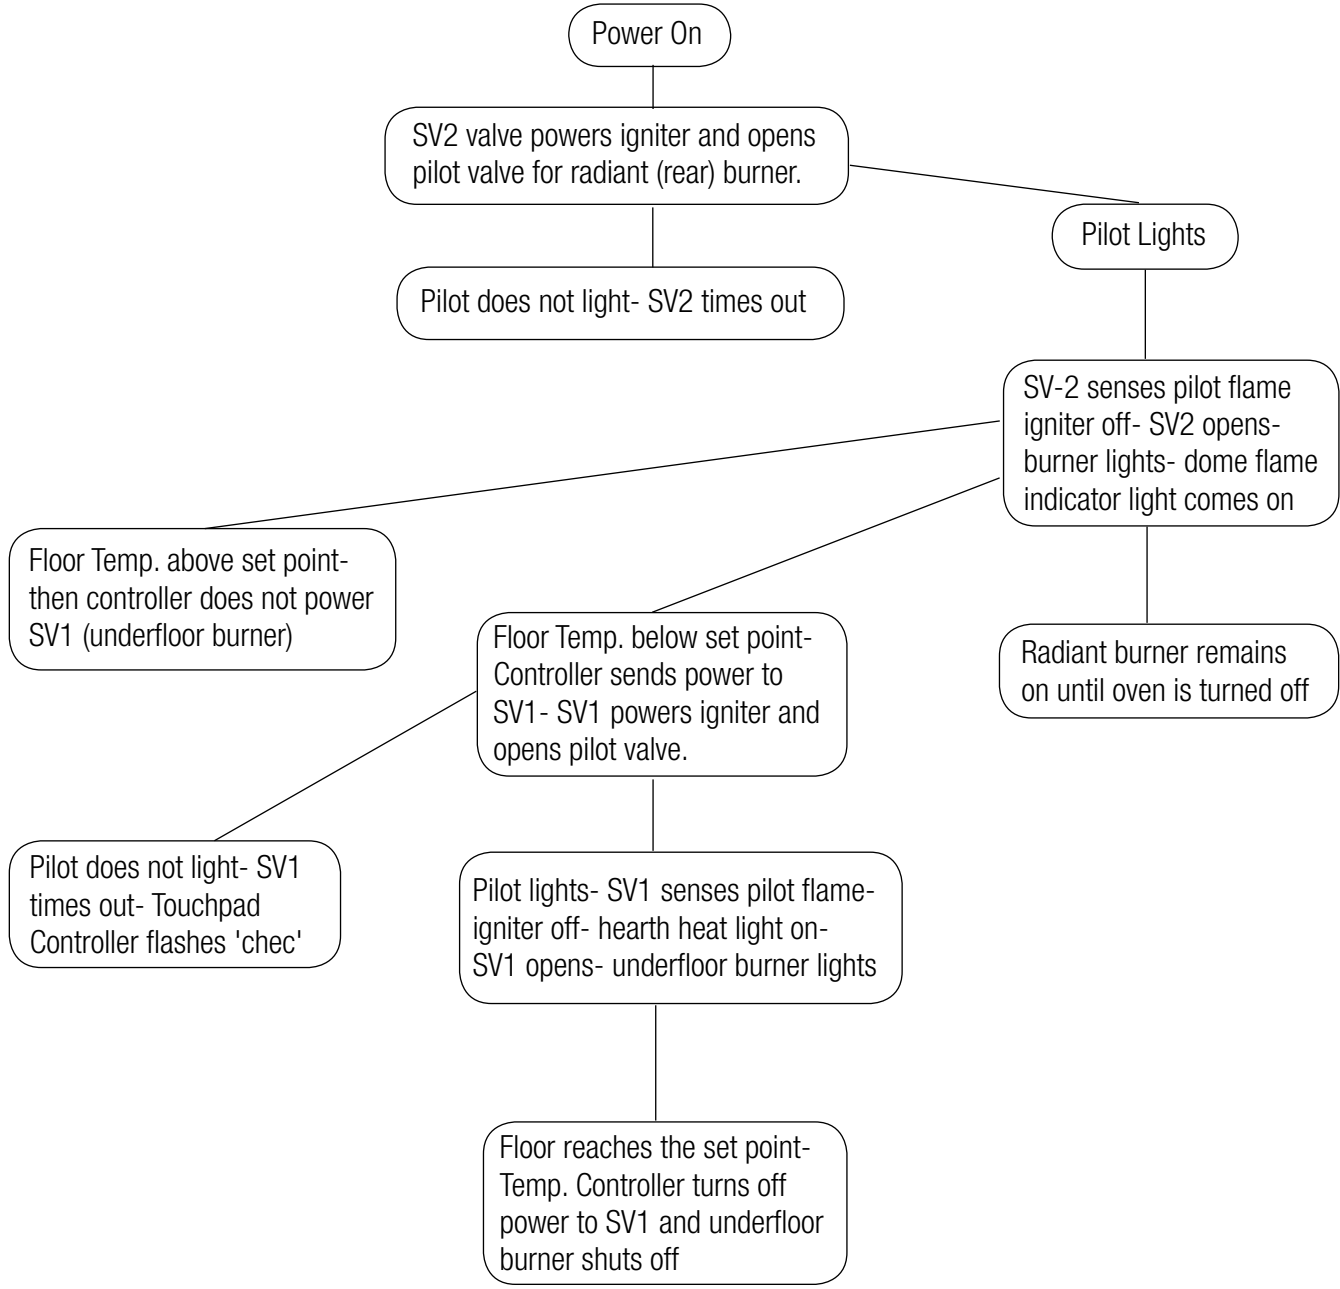 Power On
SV2 valve powers igniter and opens
pilot valve for radiant (rear) burner.
Pilot Lights
Pilot does not light- SV2 times out
SV-2 senses pilot flame
igniter off- SV2 opens-
burner lights- dome flame
indicator light comes on
Floor Temp. above set point-
then controller does not power
SV1 (underfloor burner)
Floor Temp. below set point-
Controller sends power to
SV1- SV1 powers igniter and
opens pilot valve.
Radiant burner remains
on until oven is turned off
Pilot does not light- SV1
times out- Touchpad
Controller flashes 'chec'
Pilot lights- SV1 senses pilot flame-
igniter off- hearth heat light on-
SV1 opens- underfloor burner lights
Floor reaches the set point-
Temp. Controller turns off
power to SV1 and underfloor
burner shuts off